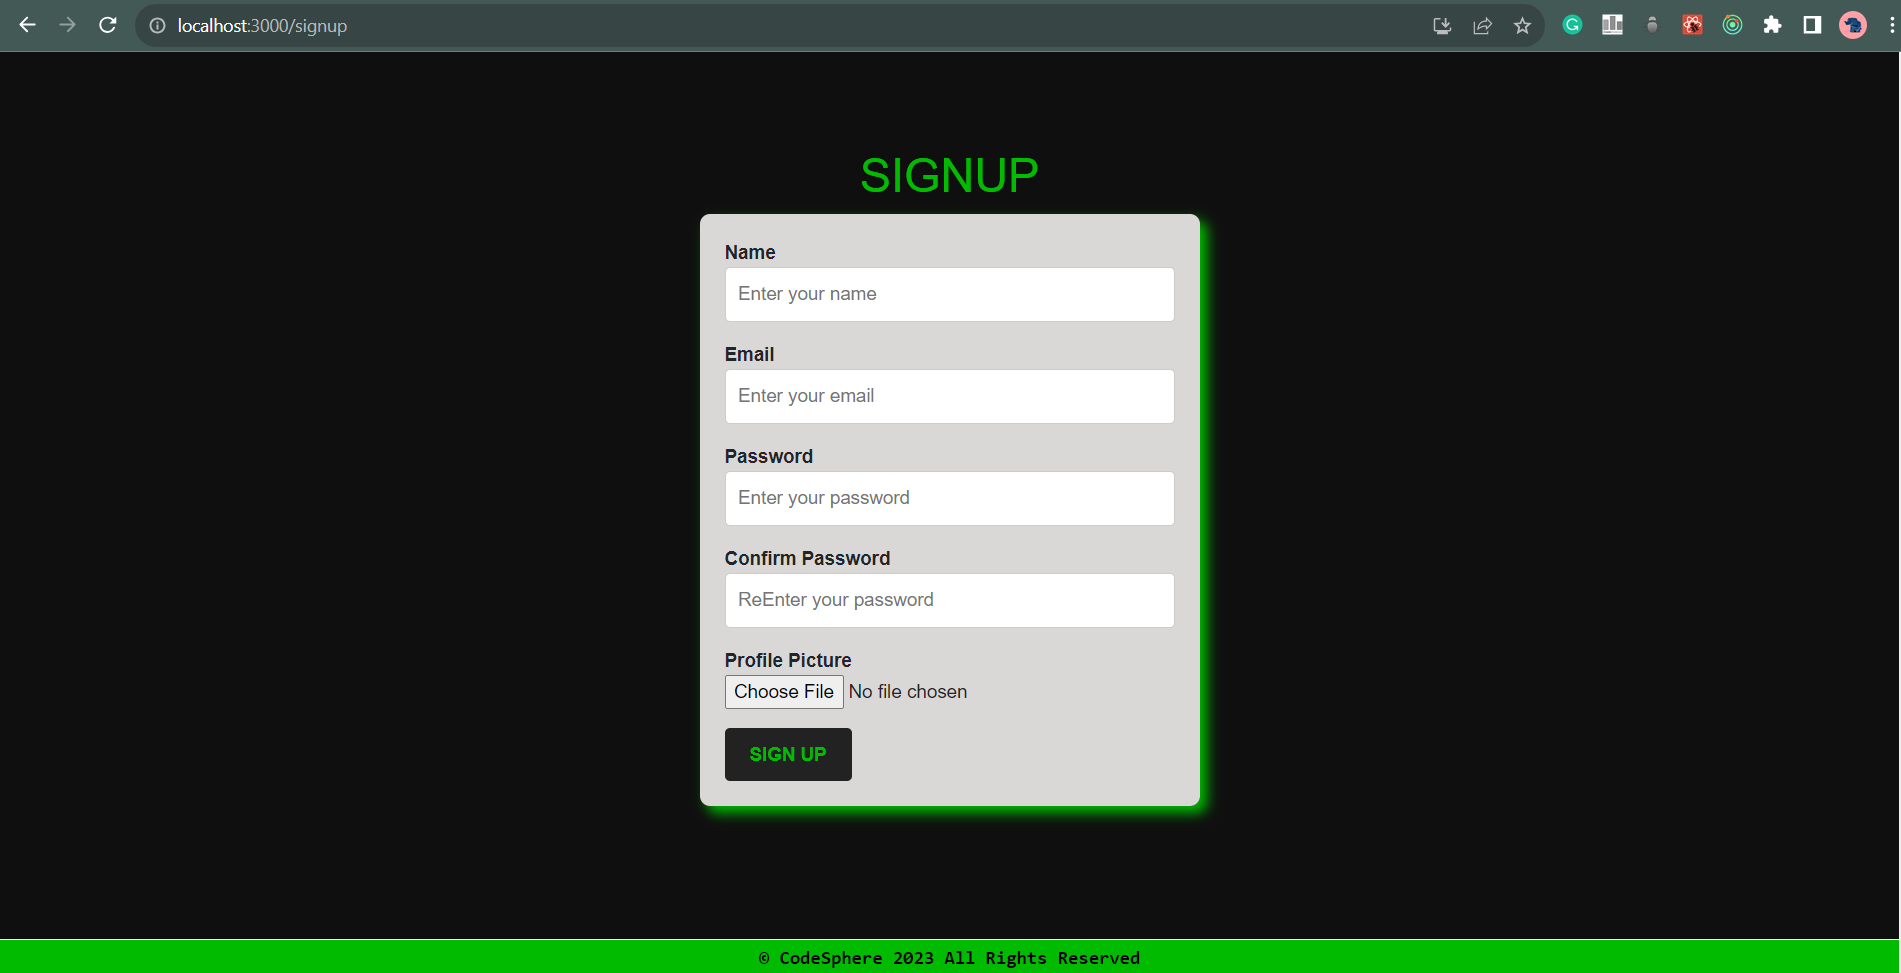 localhost:3000/signup
SIGNUP
Name
Enter your name
Email
Enter your email
Password
Enter your password
Confirm Password
ReEnter your password
Profile Picture
Choose File No file chosen
SIGN UP
© CodeSphere 2023 All Rights Reserved